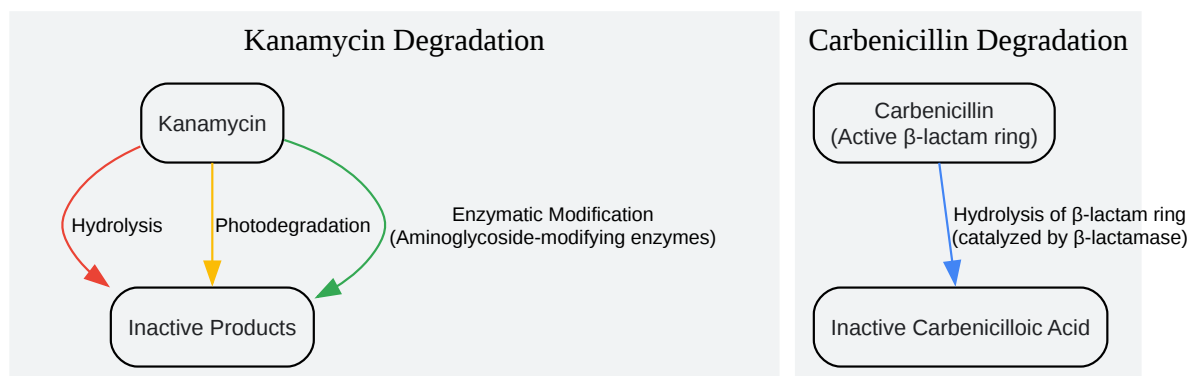 Kanamycin Degradation
Kanamycin
Hydrolysis
Photodegradation
Enzymatic Modification
(Aminoglycoside-modifying enzymes)
Inactive Products
Carbenicillin Degradation
Carbenicillin
(Active β-lactam ring)
Hydrolysis of β-lactam ring
(catalyzed by β-lactamase)
Inactive Carbenicilloic Acid